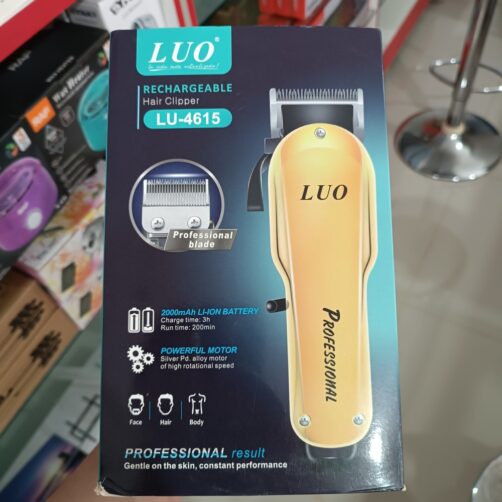 LUO®
RECHARGEABLE
Hair Clipper
LU-4615
Professional
blade
LUO
PROFESSIONAL
2000mAh LI-ION BATTERY
Charge time: 3h
Run time: 200min
POWERFUL MOTOR
Silver Pd. alloy motor
of high rotational speed
Face Hair Body
PROFESSIONAL result
Gentle on the skin, constant performance
Wax Heater